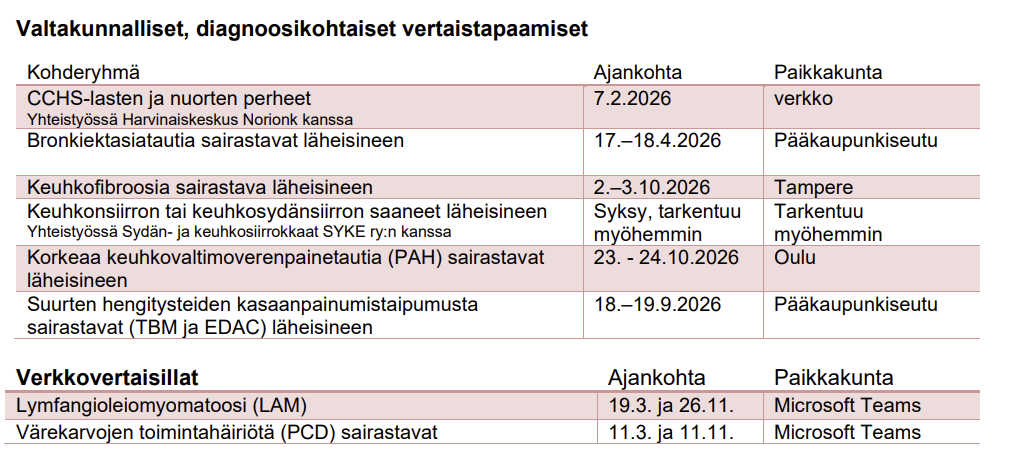 Valtakunnalliset, diagnoosikohtaiset vertaistapaamiset
Kohderyhmä Ajankohta Paikkakunta
CCHS-lasten ja nuorten perheet 7.2.2026 verkko
Yhteistyössä Harvinaiskeskus Norionk kanssa
Bronkiektasiatautia sairastavat läheisineen 17.–18.4.2026 Pääkaupunkiseutu
Keuhkofibroosia sairastava läheisineen 2.–3.10.2026 Tampere
Keuhkonsiirron tai keuhkosydänsiirron saaneet läheisineen Syksy, tarkentuu Tarkentuu
Yhteistyössä Sydän- ja keuhkosiirrokkaat SYKE ry:n kanssa myöhemmin myöhemmin
Korkeaa keuhkovaltimoverenpainetautia (PAH) sairastavat 23. - 24.10.2026 Oulu
läheisineen
Suurten hengitysteiden kasaanpainumistaipumusta 18.–19.9.2026 Pääkaupunkiseutu
sairastavat (TBM ja EDAC) läheisineen
Verkkovertaisillat Ajankohta Paikkakunta
Lymfangioleiomyomatoosi (LAM) 19.3. ja 26.11. Microsoft Teams
Värekarvojen toimintahäiriötä (PCD) sairastavat 11.3. ja 11.11. Microsoft Teams